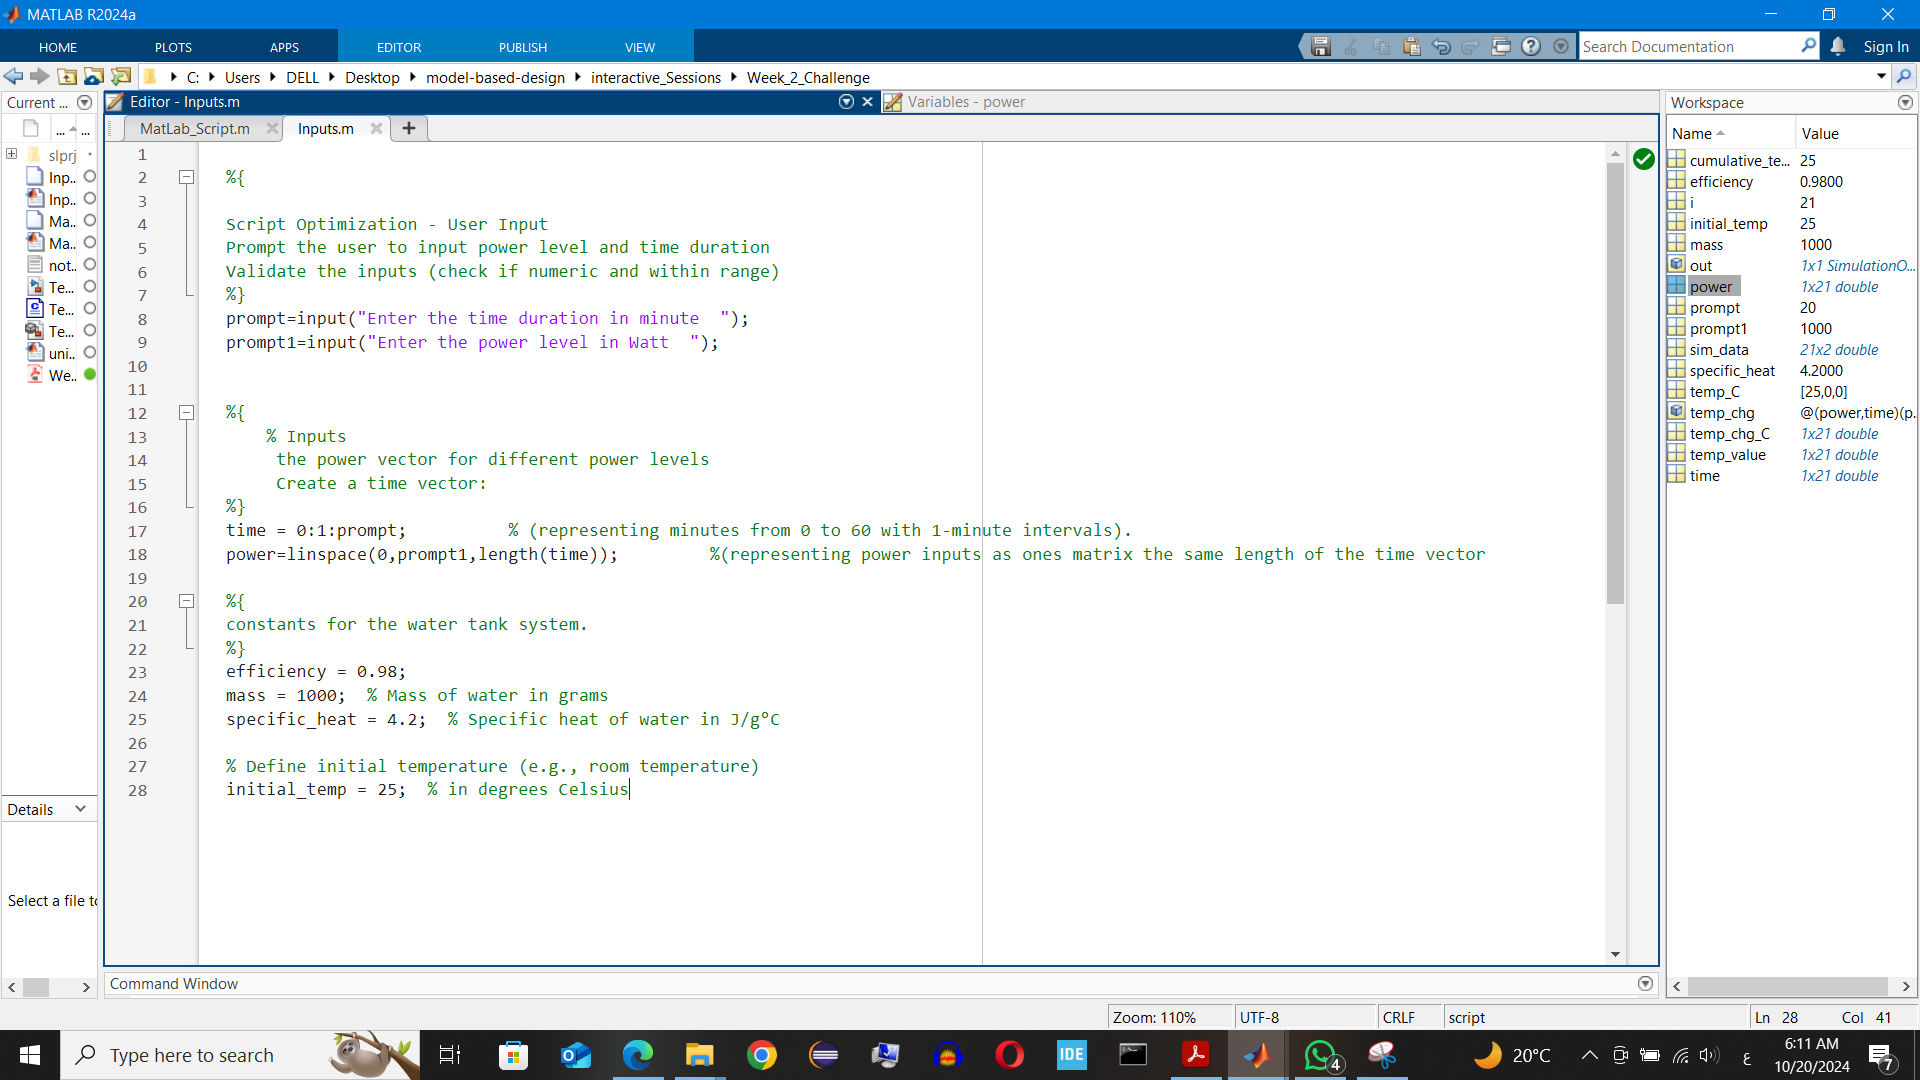 MATLAB R2024a
HOME PLOTS APPS EDITOR PUBLISH VIEW
Search Documentation
Sign In
C: Users DELL Desktop model-based-design interactive_Sessions Week_2_Challenge
Current ...
... ...
slprj
Inp..
Inp..
Ma...
Ma...
not..
Te...
Te...
Te...
uni...
We..
Details
Select a file to
Editor - Inputs.m
Variables - power
MatLab_Script.m Inputs.m
1
2 %{
3
4 Script Optimization - User Input
5 Prompt the user to input power level and time duration
6 Validate the inputs (check if numeric and within range)
7 %}
8 prompt=input("Enter the time duration in minute  ");
9 prompt1=input("Enter the power level in Watt  ");
10
11
12 %{
13 % Inputs
14 the power vector for different power levels
15 Create a time vector:
16 %}
17 time = 0:1:prompt; % (representing minutes from 0 to 60 with 1-minute intervals).
18 power=linspace(0,prompt1,length(time)); %(representing power inputs as ones matrix the same length of the time vector
19
20 %{
21 constants for the water tank system.
22 %}
23 efficiency = 0.98;
24 mass = 1000;  % Mass of water in grams
25 specific_heat = 4.2;  % Specific heat of water in J/g°C
26
27 % Define initial temperature (e.g., room temperature)
28 initial_temp = 25;  % in degrees Celsius
Command Window
Workspace
Name Value
cumulative_te... 25
efficiency 0.9800
i 21
initial_temp 25
mass 1000
out 1x1 SimulationO...
power 1x21 double
prompt 20
prompt1 1000
sim_data 21x2 double
specific_heat 4.2000
temp_C [25,0,0]
temp_chg @(power,time)(p...
temp_chg_C 1x21 double
temp_value 1x21 double
time 1x21 double
Zoom: 110% UTF-8 CRLF script Ln 28 Col 41
Type here to search
IDE
4
20°C
ع
6:11 AM
10/20/2024
7